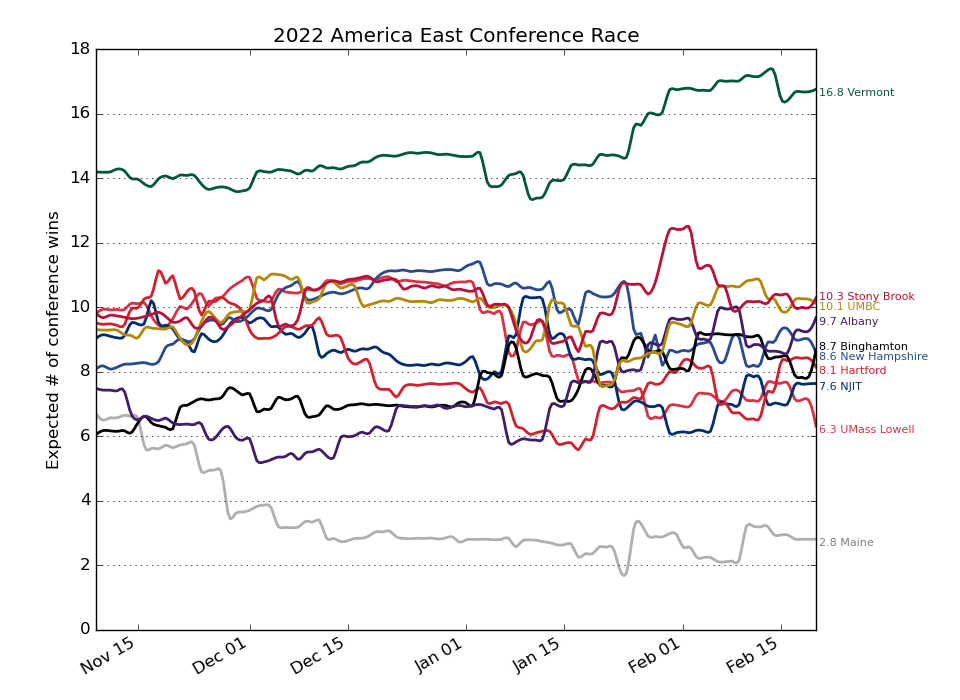 2022 America East Conference Race
Expected # of conference wins
18
16
14
12
10
8
6
4
2
0
16.8 Vermont
10.3 Stony Brook
10.1 UMBC
9.7 Albany
8.7 Binghamton
8.6 New Hampshire
8.1 Hartford
7.6 NJIT
6.3 UMass Lowell
2.8 Maine
Nov 15
Dec 01
Dec 15
Jan 01
Jan 15
Feb 01
Feb 15